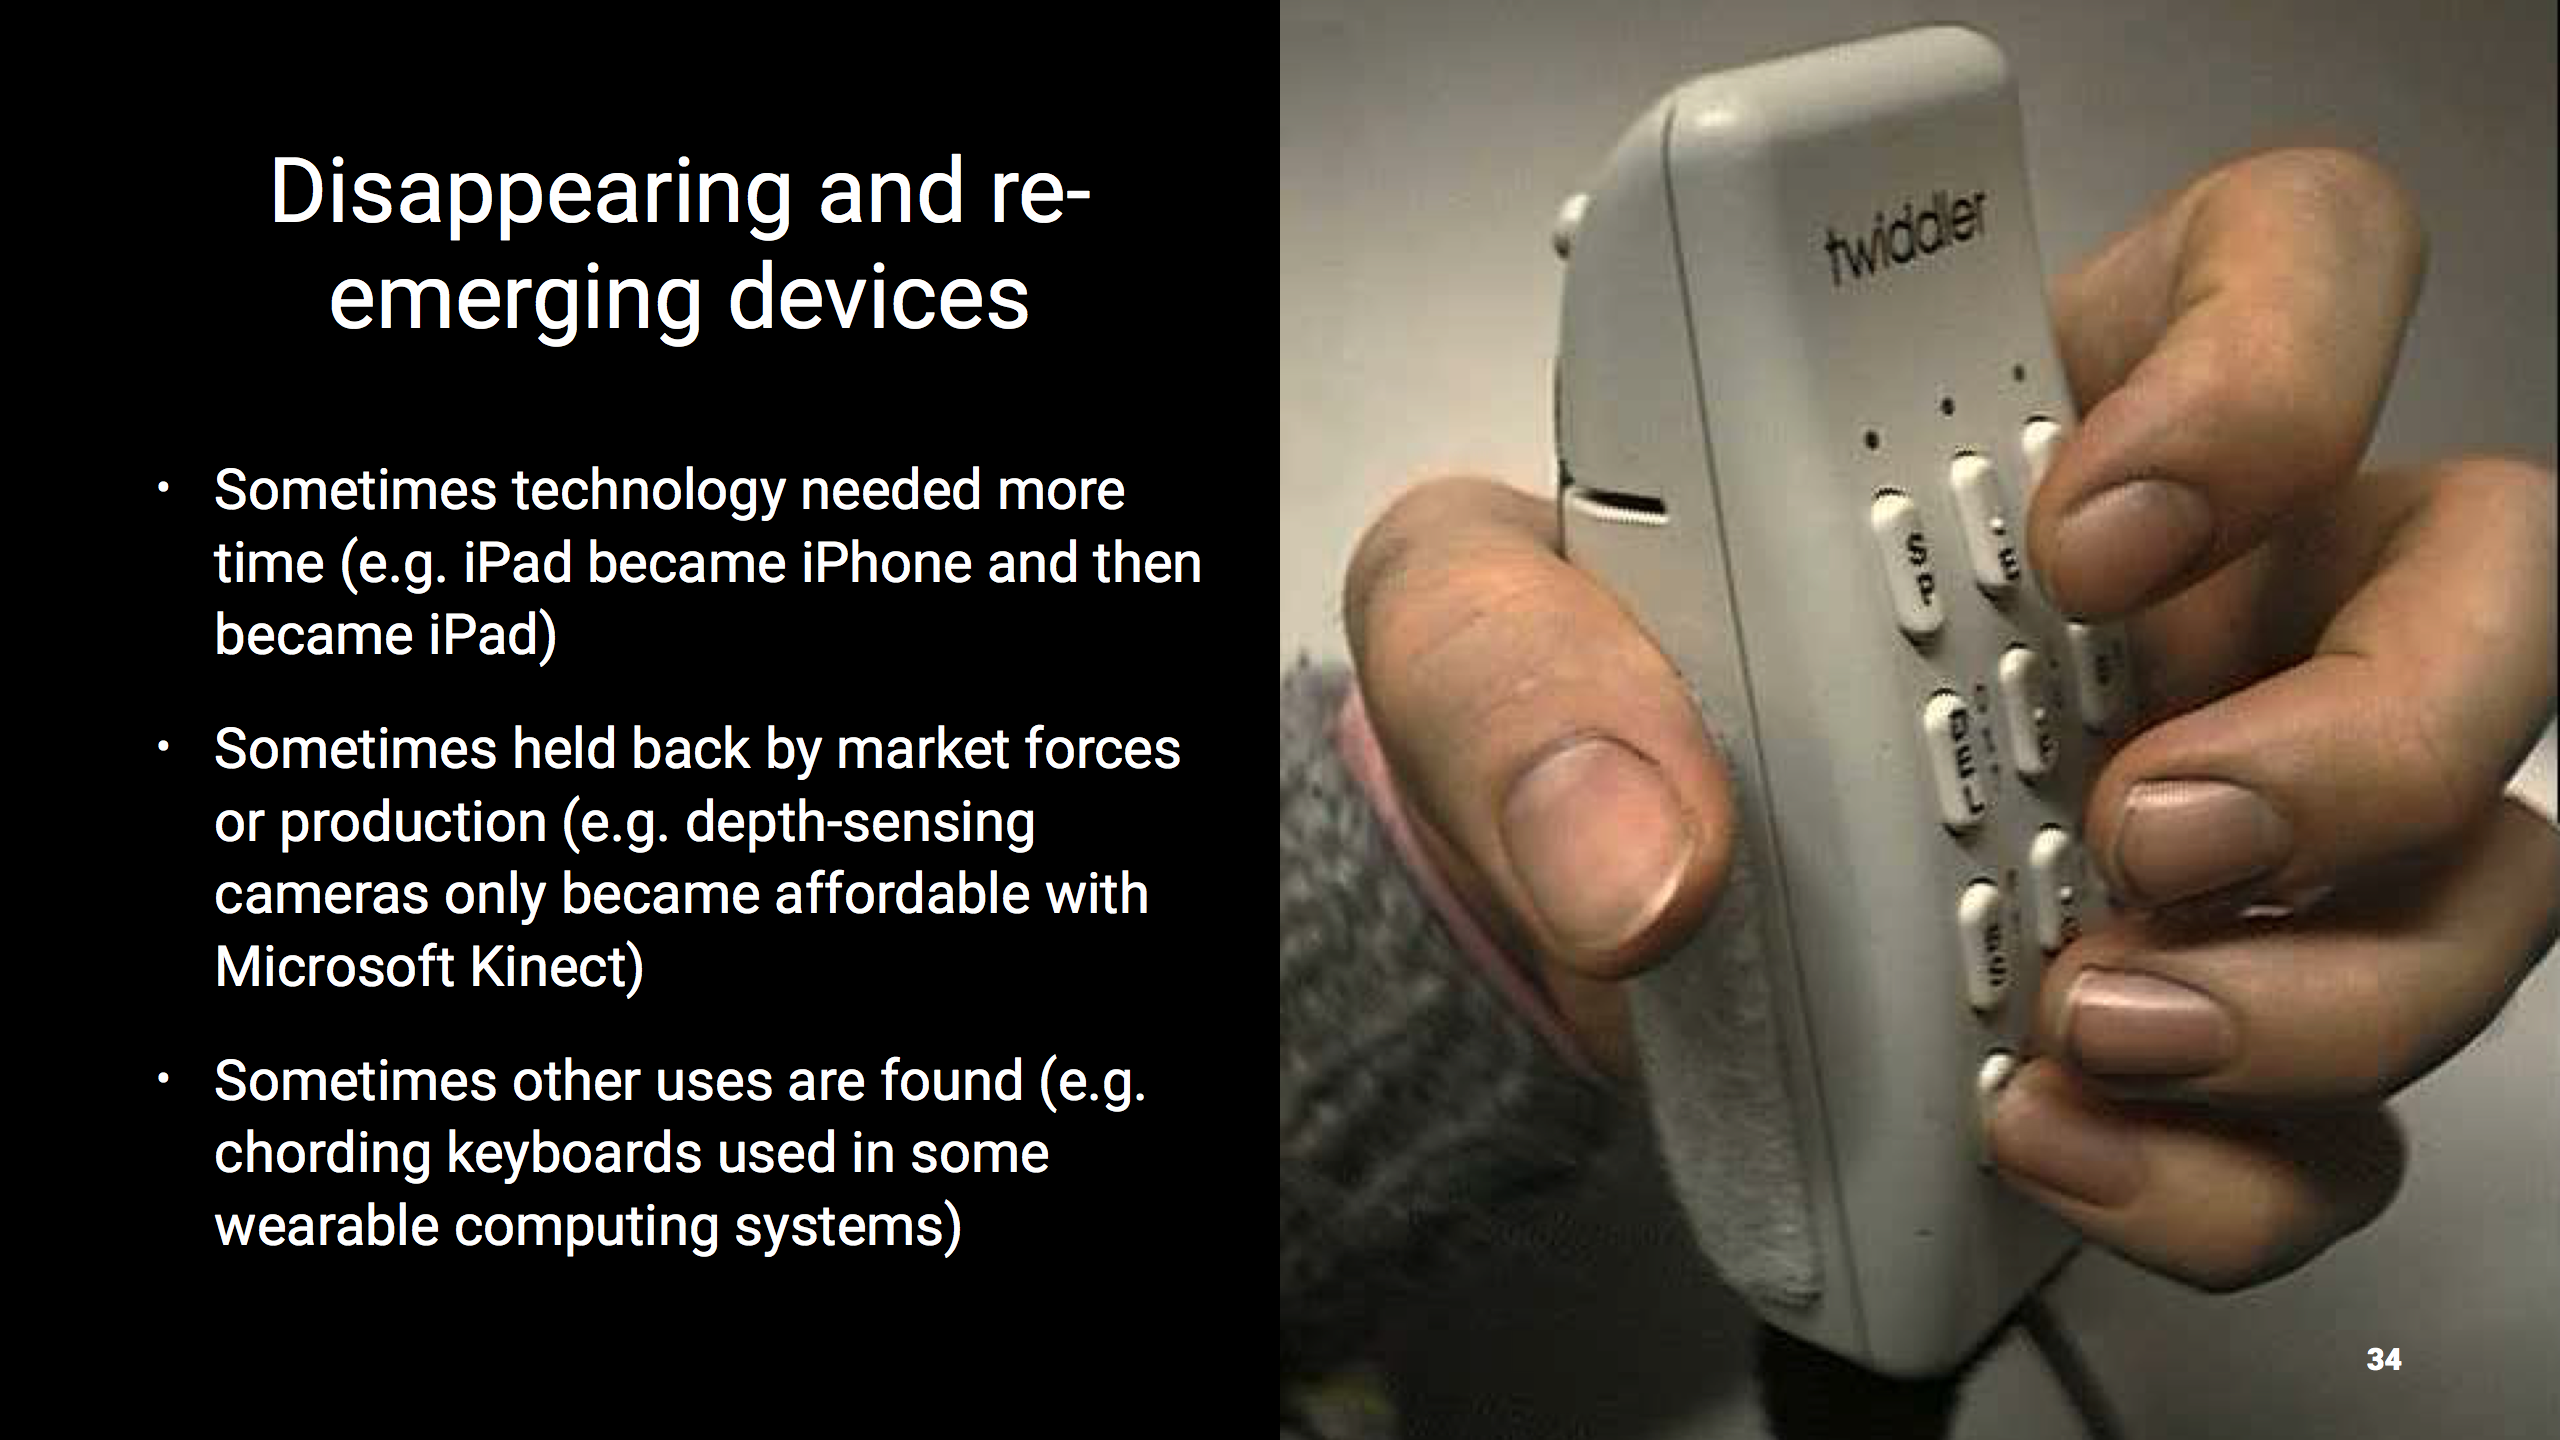 Disappearing and re-
emerging devices
• Sometimes technology needed more
time (e.g. iPad became iPhone and then
became iPad)
• Sometimes held back by market forces
or production (e.g. depth-sensing
cameras only became affordable with
Microsoft Kinect)
• Sometimes other uses are found (e.g.
chording keyboards used in some
wearable computing systems)
twiddler
SP
DEL
34